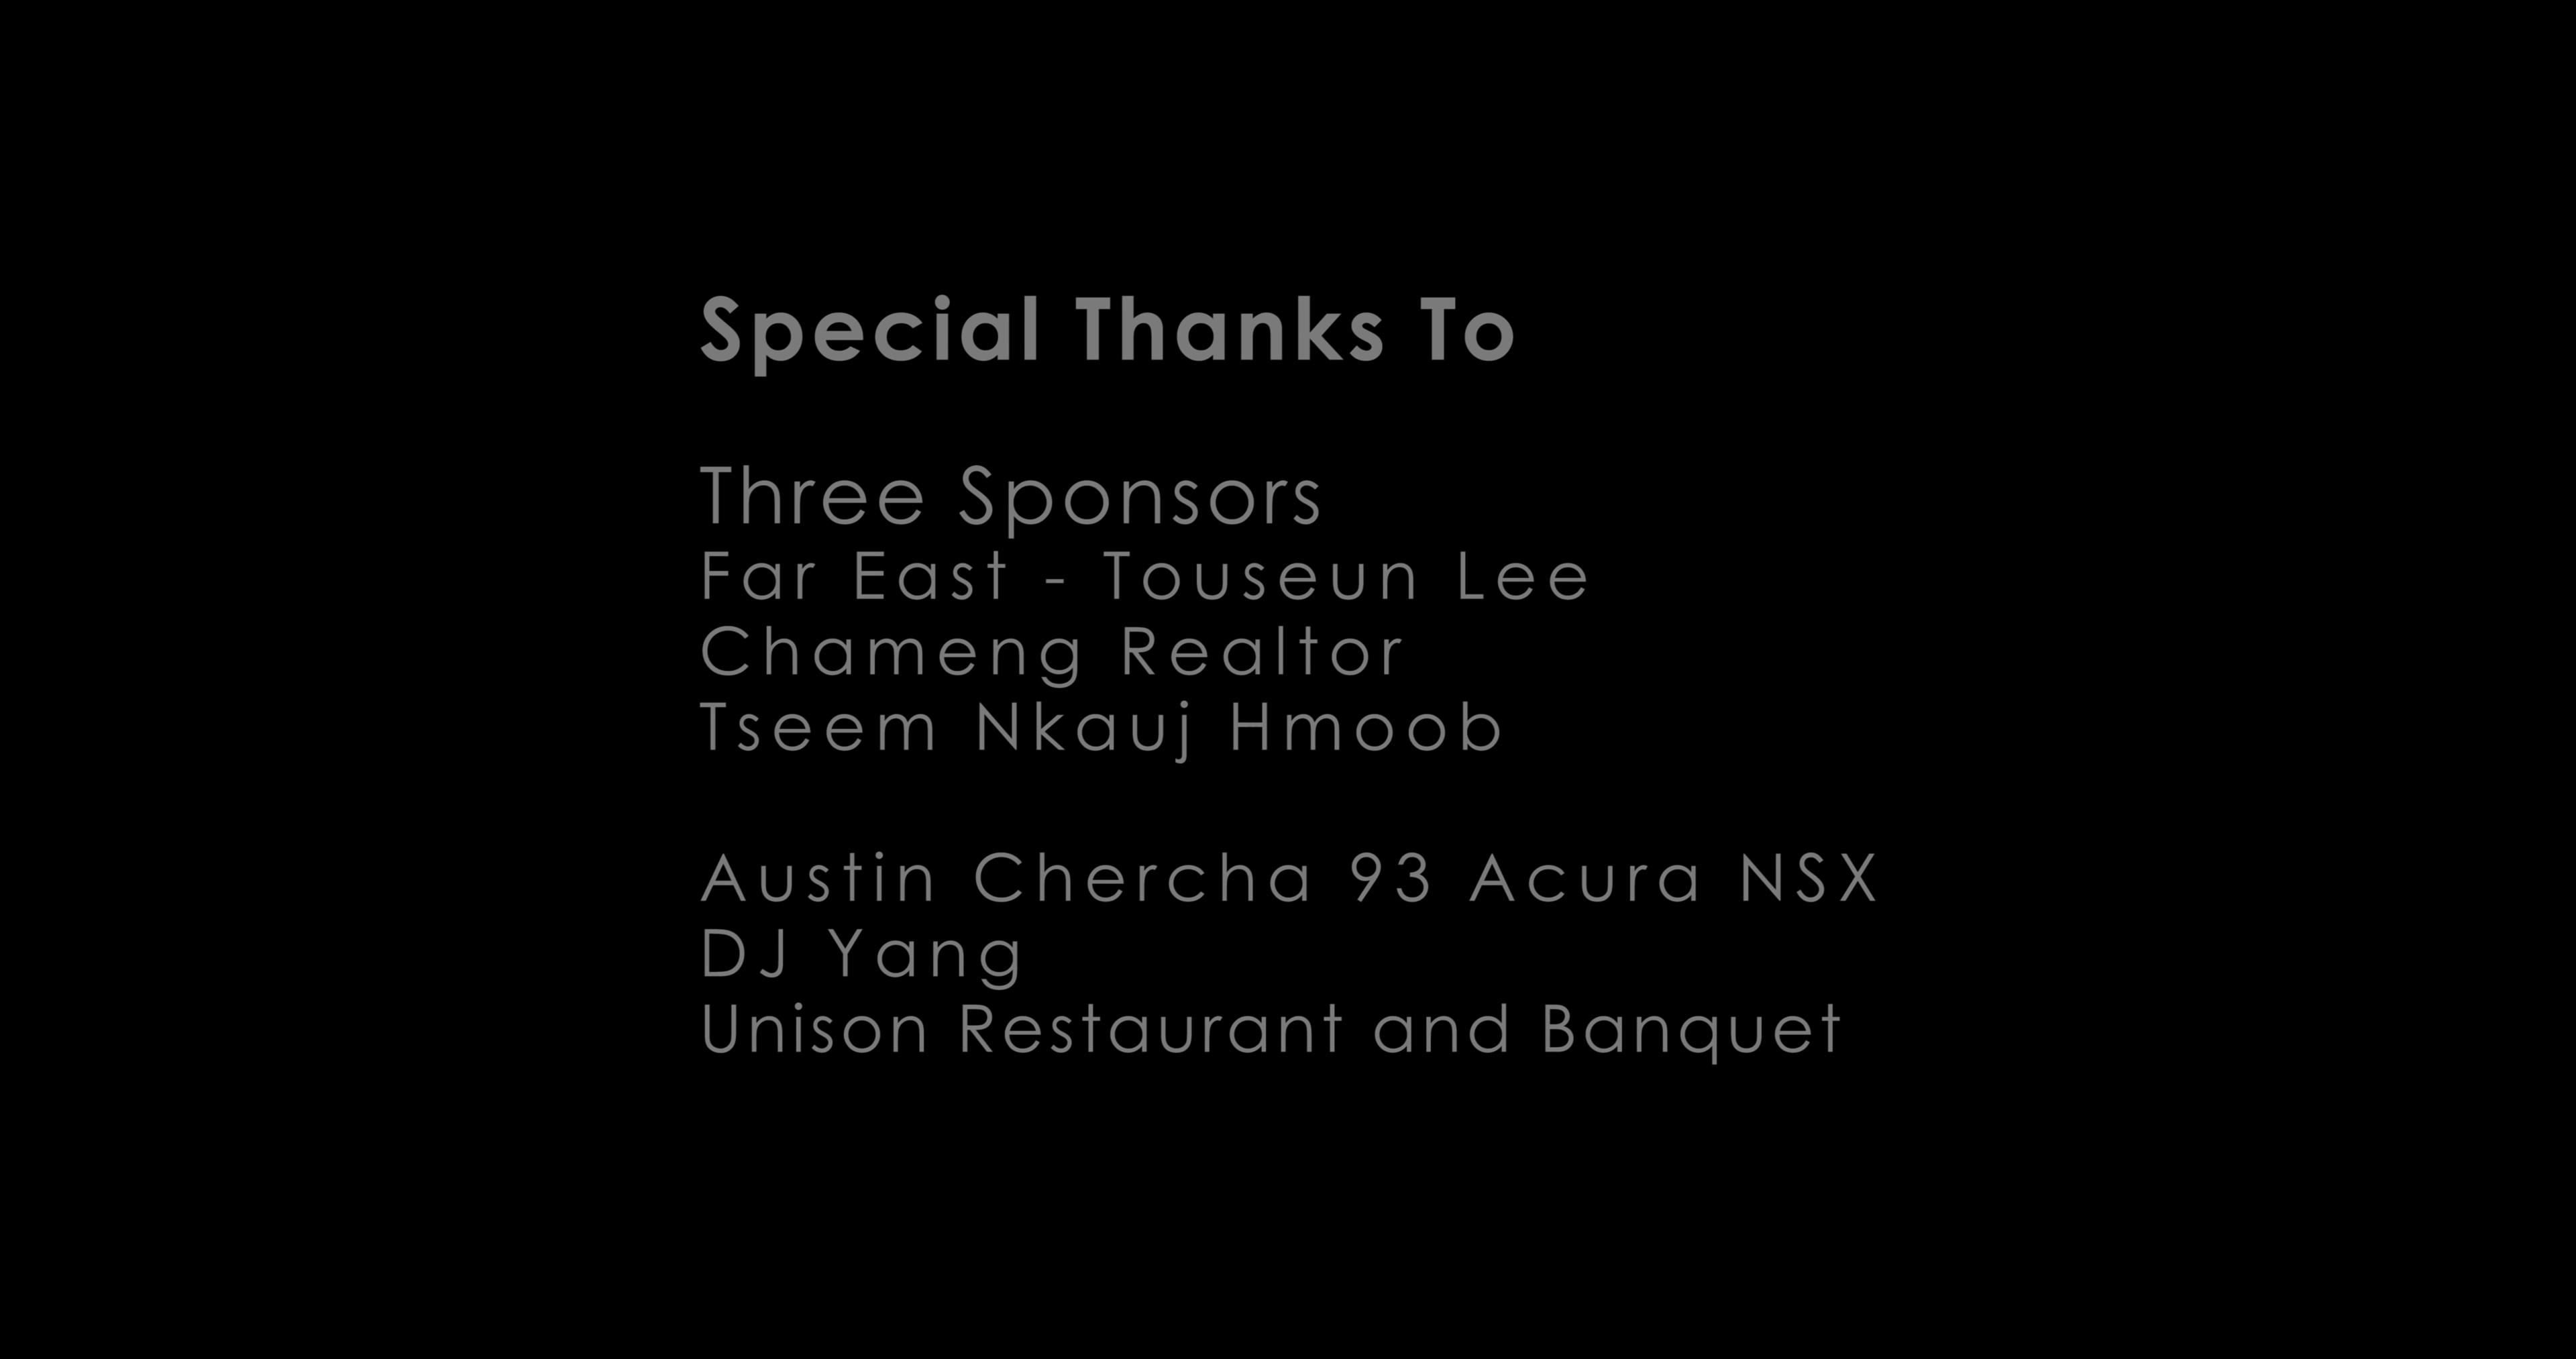 Special Thanks To
Three Sponsors
Far East - Touseun Lee
Chameng Realtor
Tseem Nkauj Hmoob
Austin Chercha 93 Acura NSX
DJ Yang
Unison Restaurant and Banquet